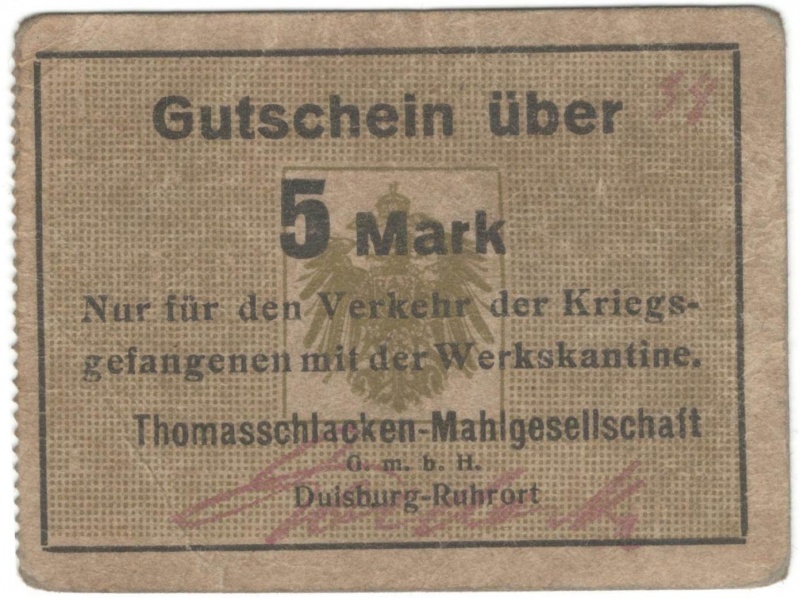 Gutschein über
5 Mark
Nur für den Verkehr der Kriegs-
gefangenen mit der Werkskantine.
Thomasschlacken-Mahlgesellschaft
G. m. b. H.
Duisburg-Ruhrort